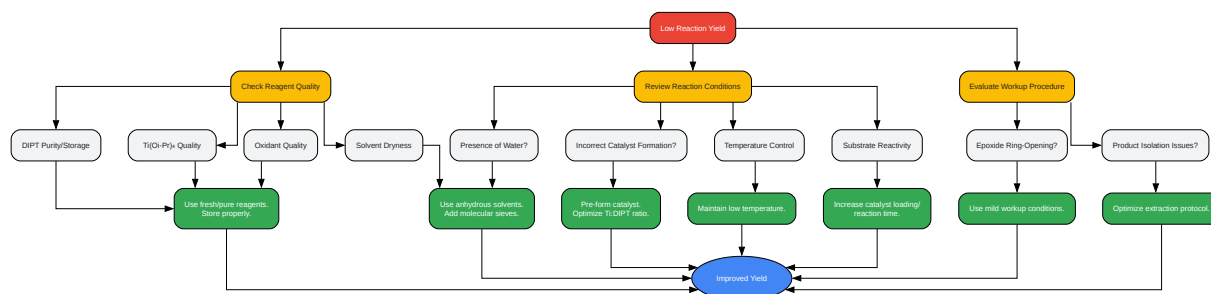 Low Reaction Yield
Check Reagent Quality
Review Reaction Conditions
Evaluate Workup Procedure
DIPT Purity/Storage
Ti(Oi-Pr)₄ Quality
Oxidant Quality
Solvent Dryness
Presence of Water?
Incorrect Catalyst Formation?
Temperature Control
Substrate Reactivity
Epoxide Ring-Opening?
Product Isolation Issues?
Use fresh/pure reagents.
Store properly.
Use anhydrous solvents.
Add molecular sieves.
Pre-form catalyst.
Optimize Ti:DIPT ratio.
Maintain low temperature.
Increase catalyst loading/
reaction time.
Use mild workup conditions.
Optimize extraction protocol.
Improved Yield